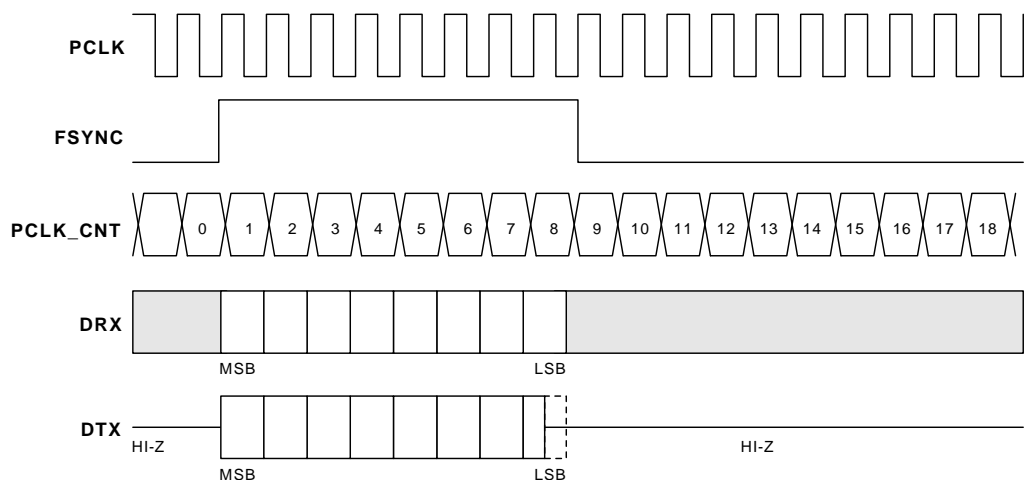 PCLK
FSYNC
PCLK_CNT 0 1 2 3 4 5 6 7 8 9 10 11 12 13 14 15 16 17 18
DRX
MSB LSB
DTX
HI-Z HI-Z
MSB LSB